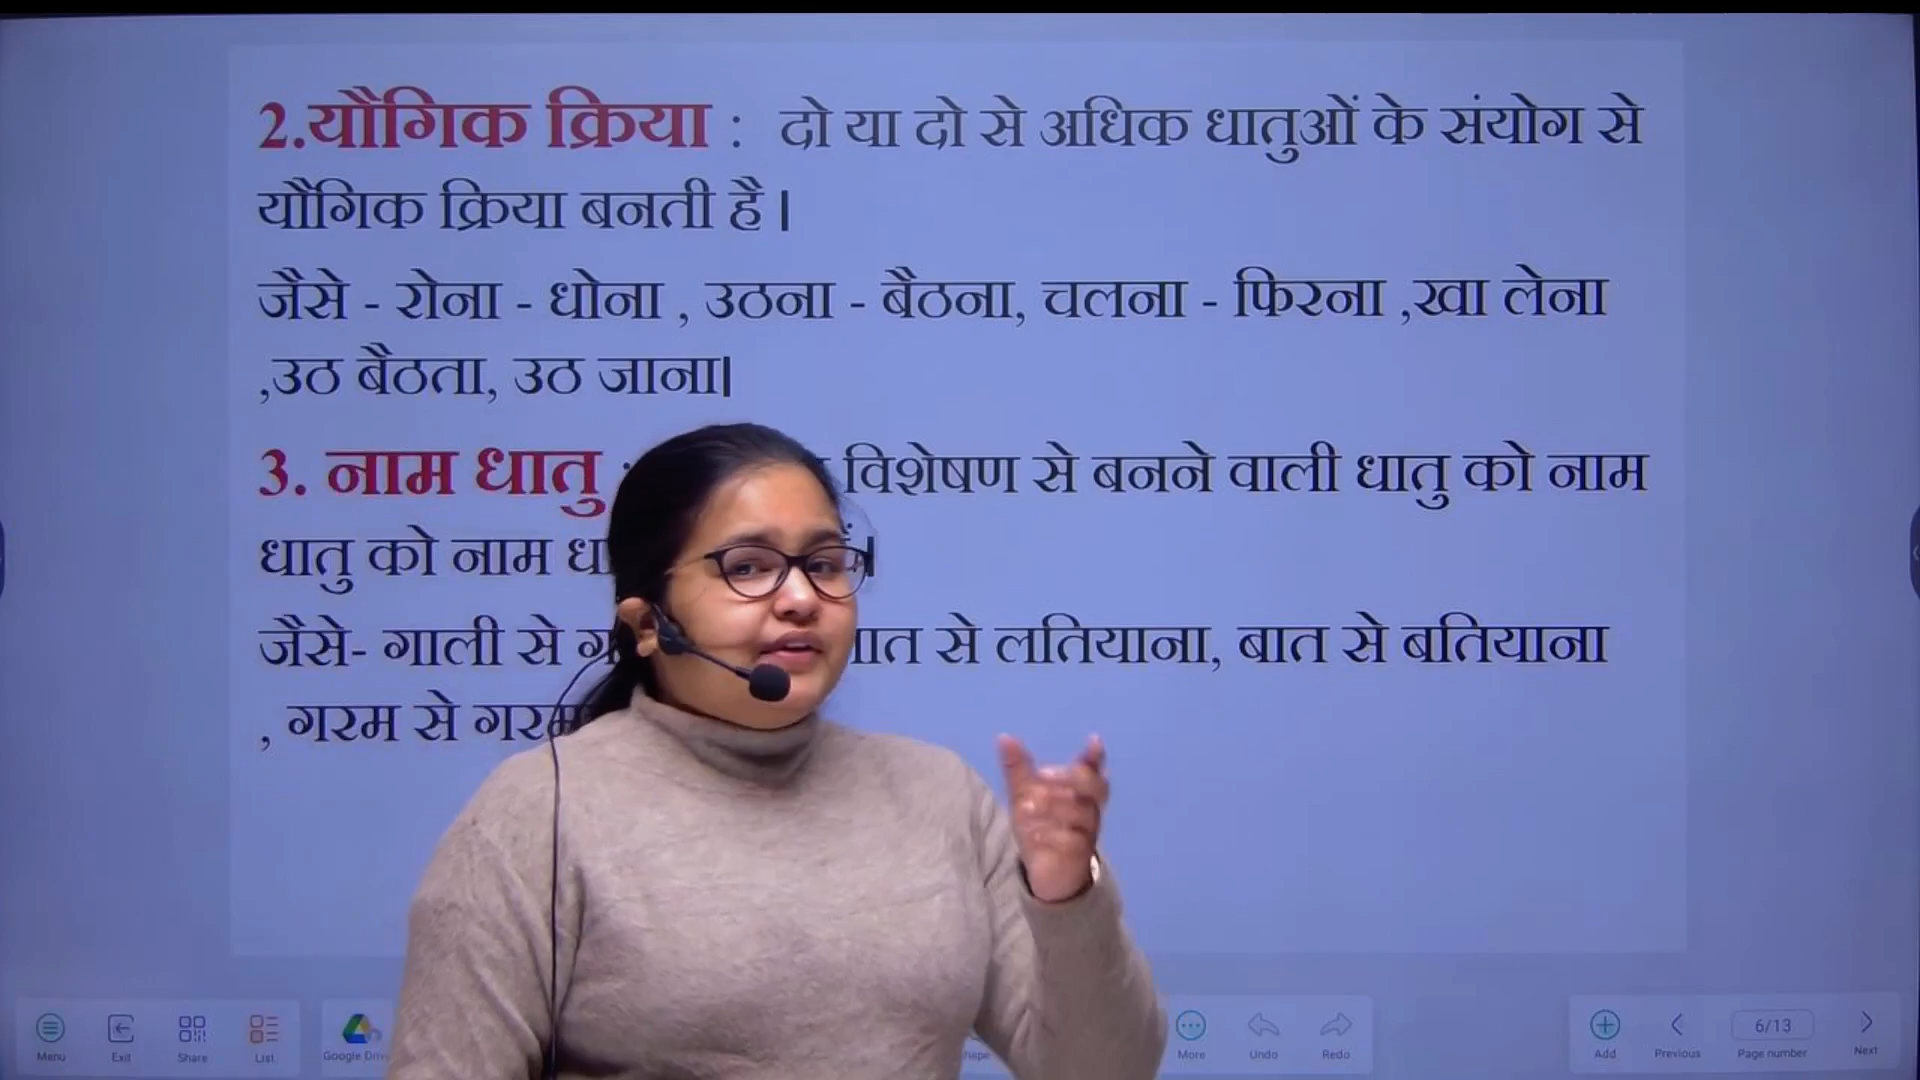 2.यौगिक क्रिया : दो या दो से अधिक धातुओं के संयोग से
यौगिक क्रिया बनती है।
जैसे - रोना - धोना , उठना - बैठना, चलना - फिरना ,खा लेना
,उठ बैठता, उठ जाना।
3. नाम धातु : विशेषण से बनने वाली धातु को नाम
धातु को नाम
जैसे- गाली से से लतियाना, बात से बतियाना
, गरम से
Menu Exit Share List Google More Undo Redo Add Previous 6/13 Page number Next